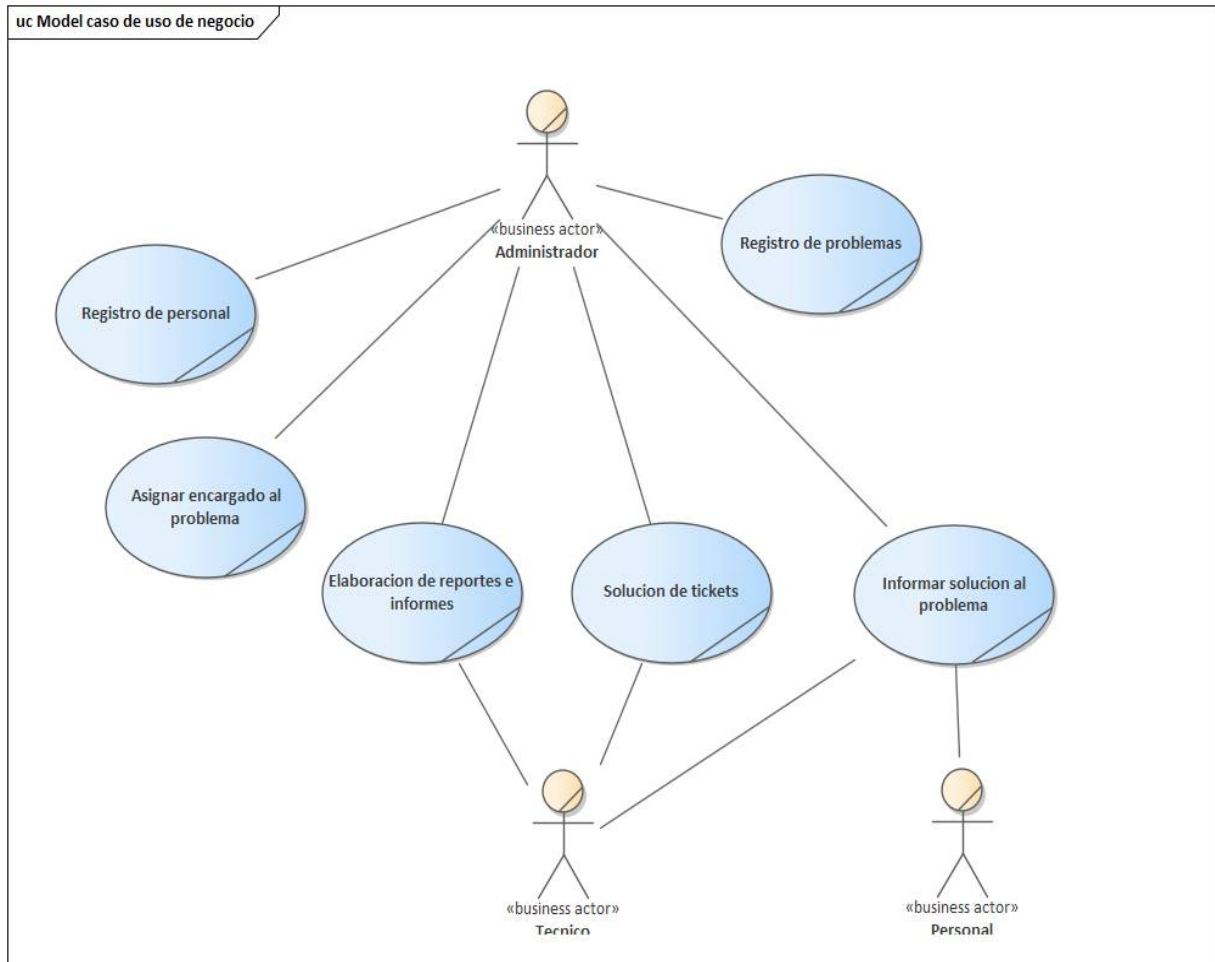 uc Model caso de uso de negocio
«business actor»
Administrador
Registro de problemas
Registro de personal
Asignar encargado al
problema
Elaboracion de reportes e
informes
Solucion de tickets
Informar solucion al
problema
«business actor»
Tecnico
«business actor»
Personal